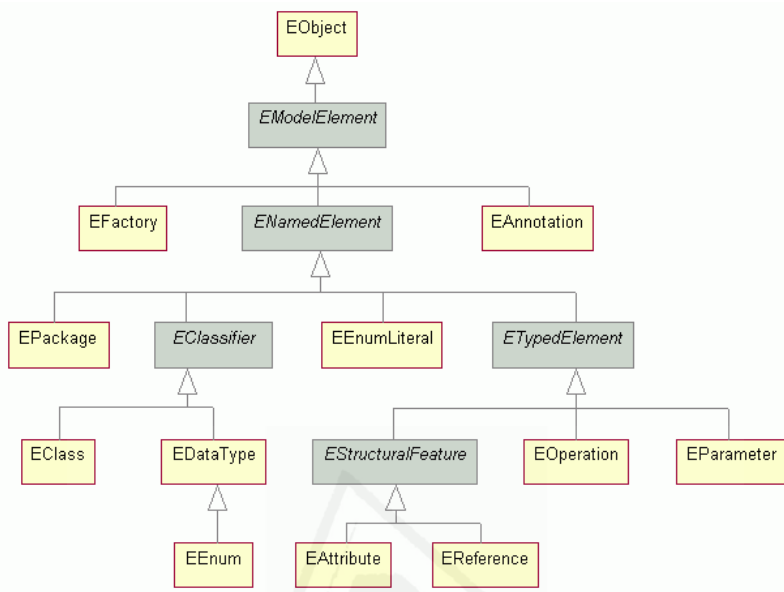 EObject
EModelElement
EFactory
ENamedElement
EAnnotation
EPackage
EClassifier
EEnumLiteral
ETypedElement
EClass
EDataType
EStructuralFeature
EOperation
EParameter
EEnum
EAttribute
EReference